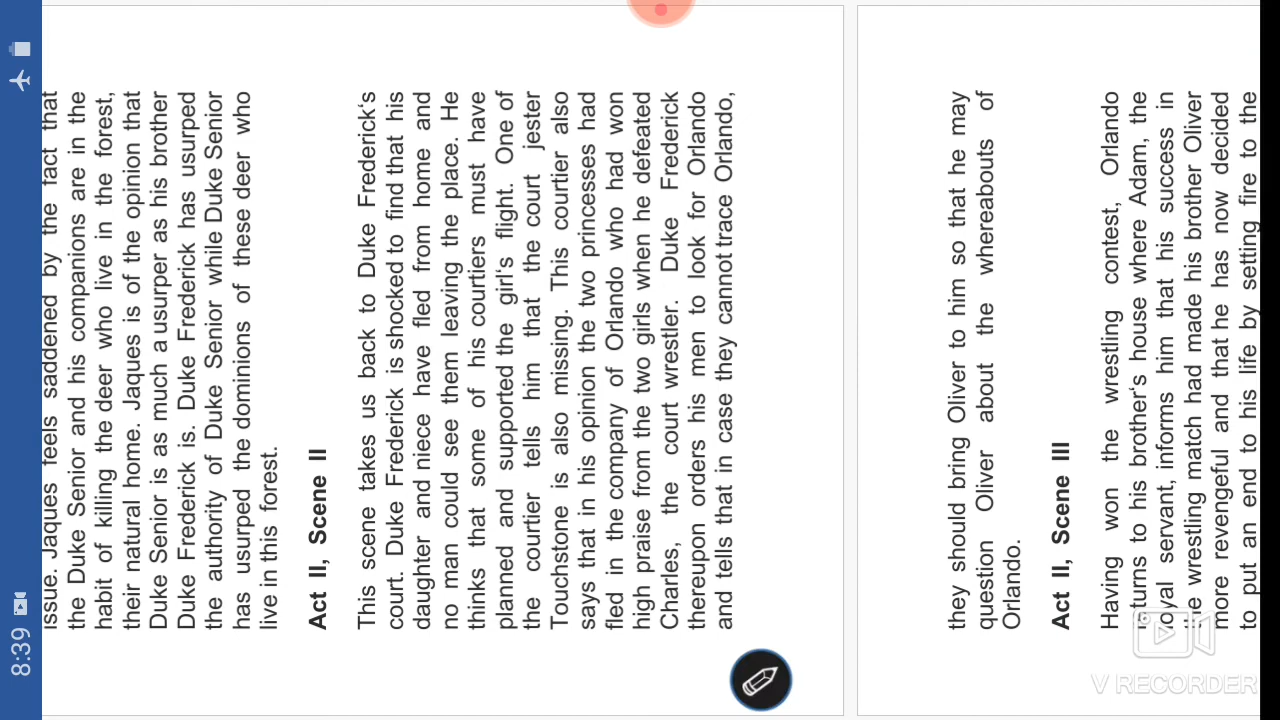 8:39
issue. Jaques feels saddened by the fact that
the Duke Senior and his companions are in the
habit of killing the deer who live in the forest,
their natural home. Jaques is of the opinion that
Duke Senior is as much a usurper as his brother
Duke Frederick is. Duke Frederick has usurped
the authority of Duke Senior while Duke Senior
has usurped the dominions of these deer who
live in this forest.
Act II, Scene II
This scene takes us back to Duke Frederick's
court. Duke Frederick is shocked to find that his
daughter and niece have fled from home and
no man could see them leaving the place. He
thinks that some of his courtiers must have
planned and supported the girl's flight. One of
the courtier tells him that the court jester
Touchstone is also missing. This courtier also
says that in his opinion the two princesses had
fled in the company of Orlando who had won
high praise from the two girls when he defeated
Charles, the court wrestler. Duke Frederick
thereupon orders his men to look for Orlando
and tells that in case they cannot trace Orlando,
they should bring Oliver to him so that he may
question Oliver about the whereabouts of
Orlando.
Act II, Scene III
Having won the wrestling contest, Orlando
returns to his brother's house where Adam, the
loyal servant, informs him that his success in
the wrestling match had made his brother Oliver
more revengeful and that he has now decided
to put an end to his life by setting fire to the
V RECORDER